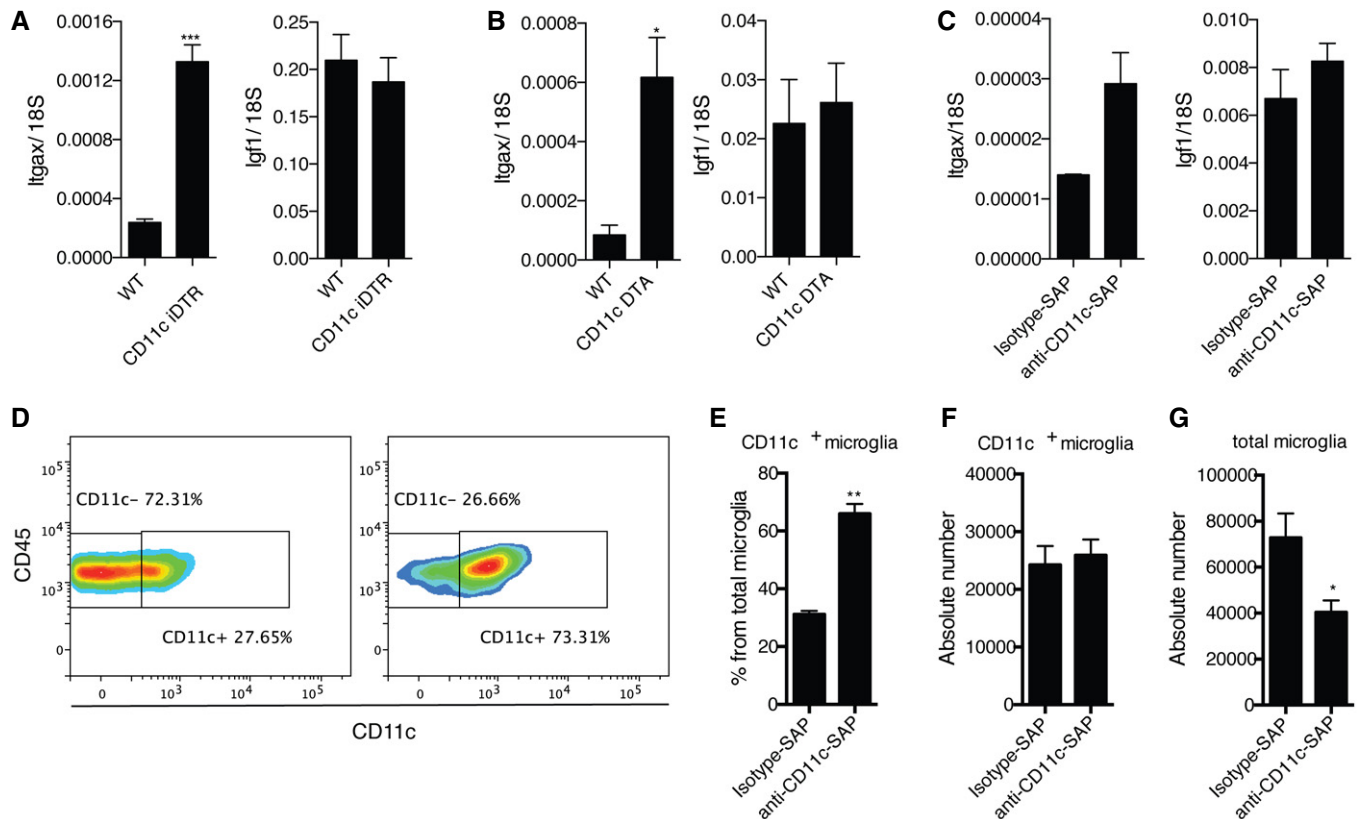 A
Itgax/ 18S
0.0016
0.0012
0.0008
0.0004
0.0000
***
WT
CD11c iDTR
Igf1/ 18S
0.25
0.20
0.15
0.10
0.05
0.00
WT
CD11c iDTR
B
Itgax/ 18S
0.0008
0.0006
0.0004
0.0002
0.0000
*
WT
CD11c DTA
Igf1/ 18S
0.04
0.03
0.02
0.01
0.00
WT
CD11c DTA
C
Itgax/18S
0.00004
0.00003
0.00002
0.00001
0.00000
Isotype-SAP
anti-CD11c-SAP
Igf1/18S
0.010
0.008
0.006
0.004
0.002
0.000
Isotype-SAP
anti-CD11c-SAP
D
CD45
10^5
10^4
10^3
0
CD11c− 72.31%
CD11c+ 27.65%
0
10^3
10^4
10^5
10^5
10^4
10^3
0
CD11c− 26.66%
CD11c+ 73.31%
0
10^3
10^4
10^5
CD11c
E
CD11c + microglia
% from total microglia
80
60
40
20
0
**
Isotype-SAP
anti-CD11c-SAP
F
CD11c + microglia
Absolute number
40000
30000
20000
10000
0
Isotype-SAP
anti-CD11c-SAP
G
total microglia
Absolute number
100000
80000
60000
40000
20000
0
*
Isotype-SAP
anti-CD11c-SAP